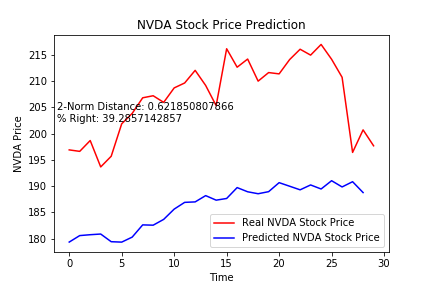 NVDA Stock Price Prediction
NVDA Price
215
210
205
200
195
190
185
180
2-Norm Distance: 0.621850807866
% Right: 39.2857142857
Real NVDA Stock Price
Predicted NVDA Stock Price
0 5 10 15 20 25 30
Time